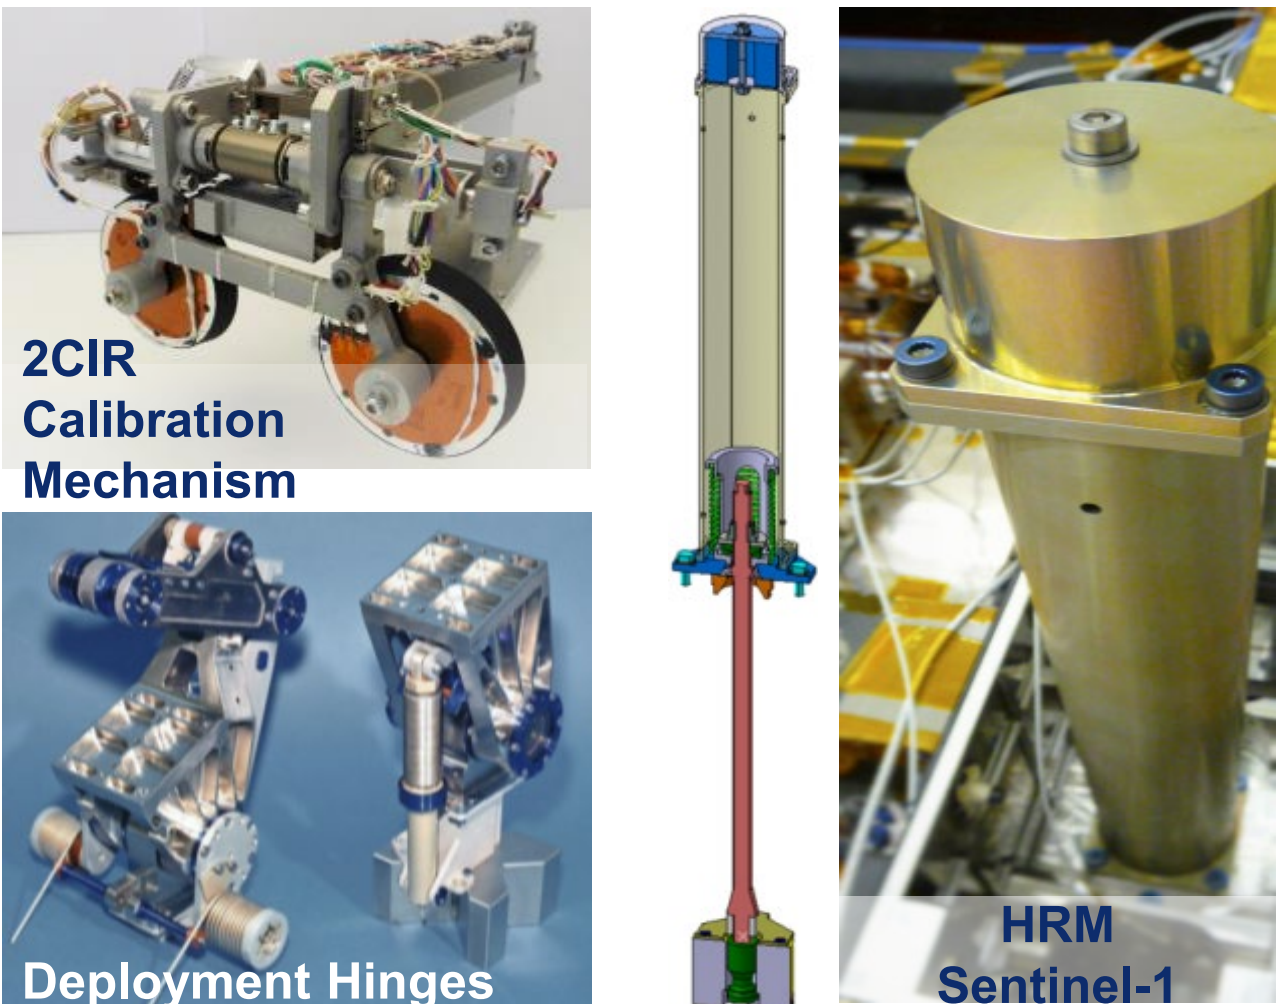 2CIR
Calibration
Mechanism
Deployment Hinges
HRM
Sentinel-1